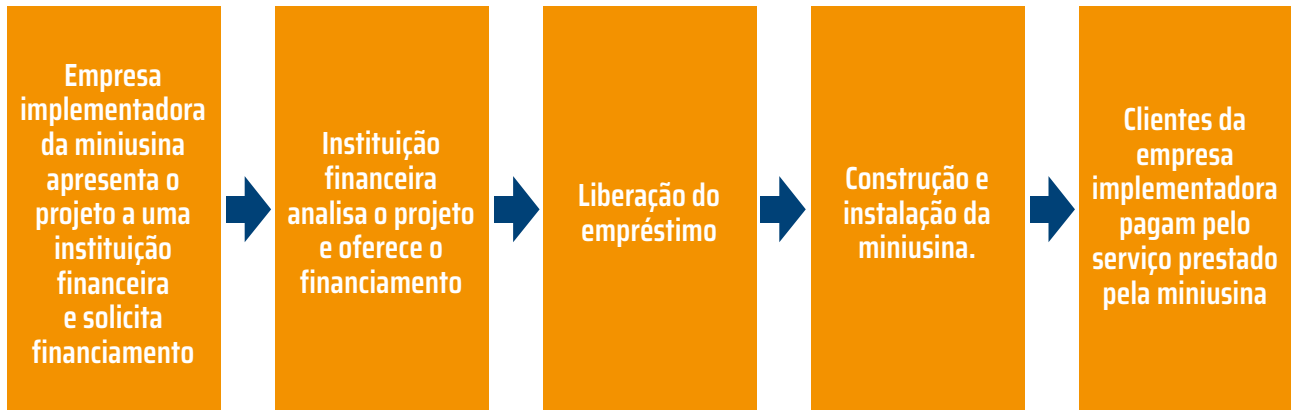 Empresa
implementadora
da miniusina
apresenta o
projeto a uma
instituição
financeira
e solicita
financiamento
Instituição
financeira
analisa o projeto
e oferece o
financiamento
Liberação do
empréstimo
Construção e
instalação da
miniusina.
Clientes da
empresa
implementadora
pagam pelo
serviço prestado
pela miniusina